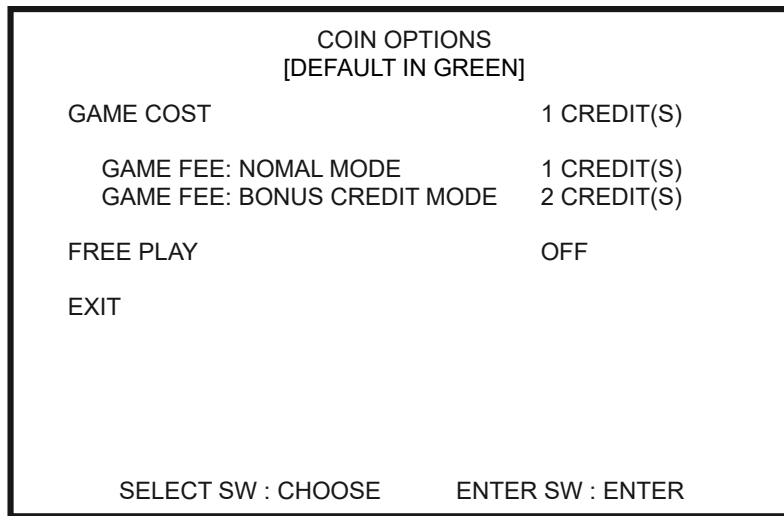 COIN OPTIONS
[DEFAULT IN GREEN]
GAME COST 1 CREDIT(S)
GAME FEE: NOMAL MODE 1 CREDIT(S)
GAME FEE: BONUS CREDIT MODE 2 CREDIT(S)
FREE PLAY OFF
EXIT
SELECT SW : CHOOSE ENTER SW : ENTER